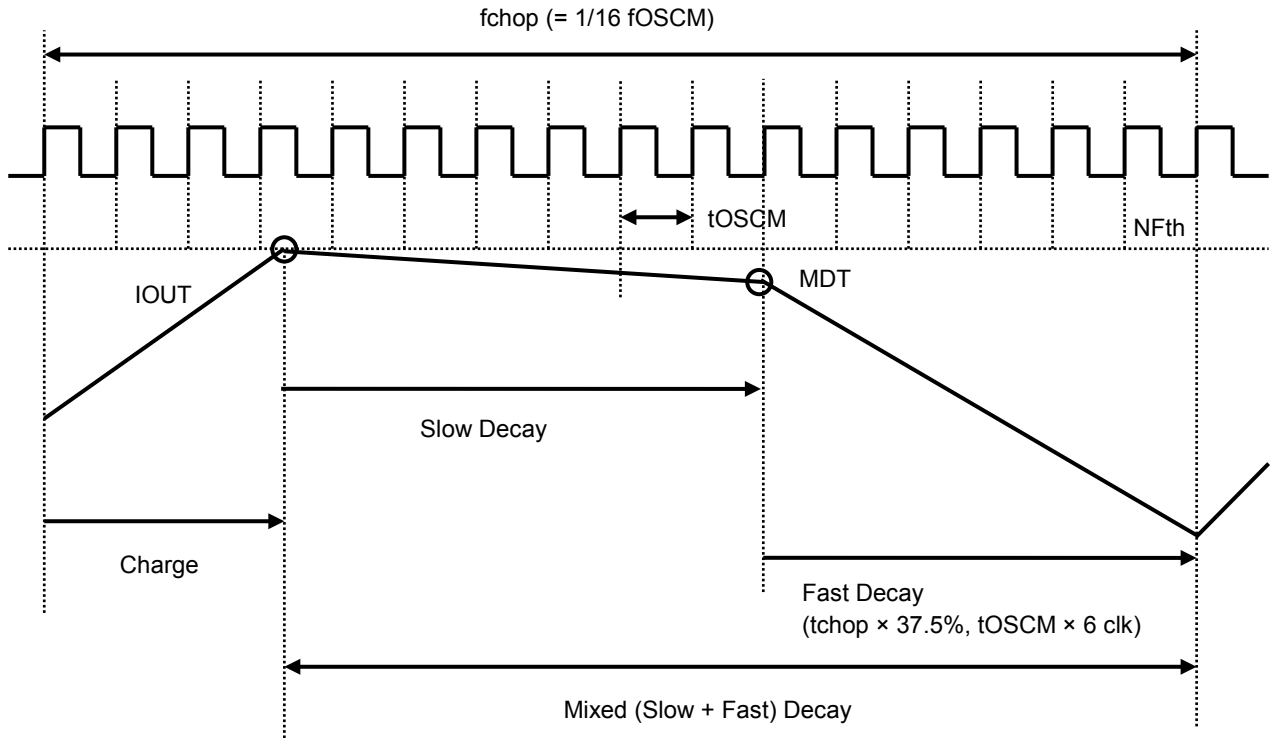 fchop (= 1/16 fOSCM)
tOSCM
NFth
IOUT
MDT
Slow Decay
Charge
Fast Decay
(tchop × 37.5%, tOSCM × 6 clk)
Mixed (Slow + Fast) Decay